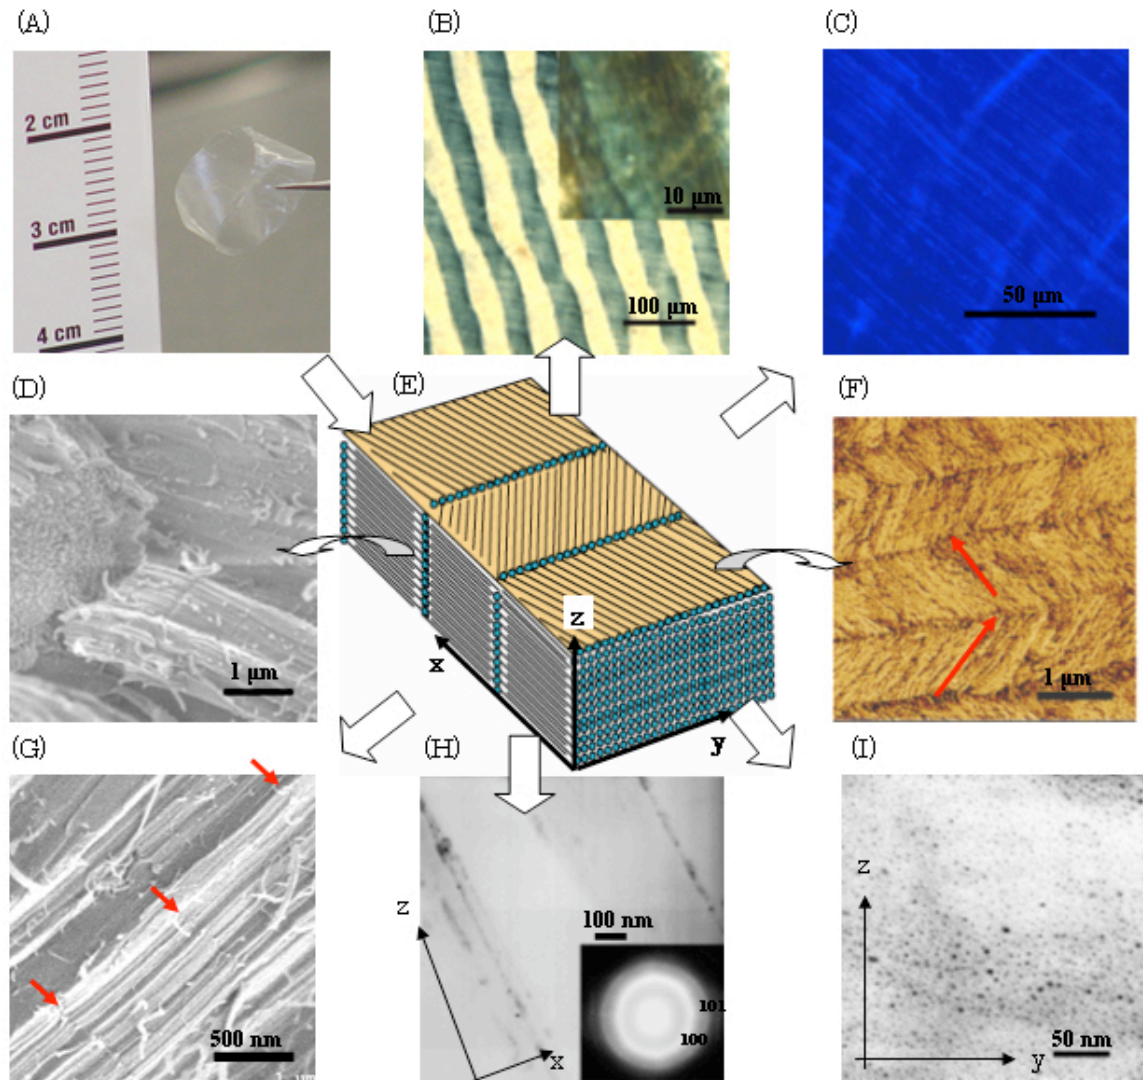 (A)
(B)
(C)
2 cm
3 cm
4 cm
10 μm
100 μm
50 μm
(D)
(E)
(F)
1 μm
z
x
y
1 μm
(G)
(H)
(I)
500 nm
z
x
100 nm
101
100
z
y
50 nm